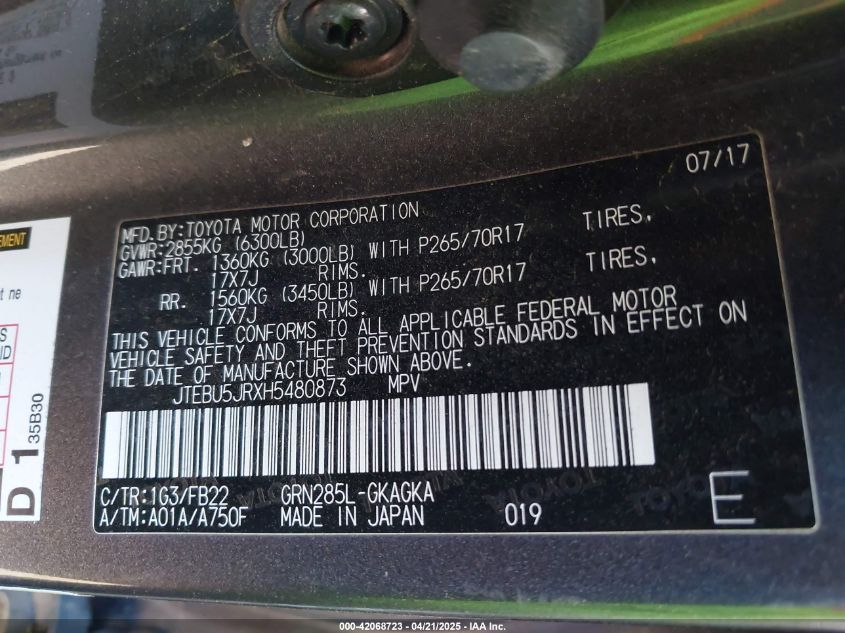 07/17
MFD.BY:TOYOTA MOTOR CORPORATION
GVWR:2855KG (6300LB)
GAWR:FRT. 1360KG (3000LB) WITH P265/70R17 TIRES,
17X7J RIMS.
RR. 1560KG (3450LB) WITH P265/70R17 TIRES,
17X7J RIMS.
THIS VEHICLE CONFORMS TO ALL APPLICABLE FEDERAL MOTOR
VEHICLE SAFETY AND THEFT PREVENTION STANDARDS IN EFFECT ON
THE DATE OF MANUFACTURE SHOWN ABOVE.
JTEBU5JRXH5480873 MPV
C/TR:1G3/FB22 GRN285L-GKAGKA
A/TM:A01A/A750F MADE IN JAPAN 019 E
D1 35B30
000-42068723 - 04/21/2025 - IAA Inc.